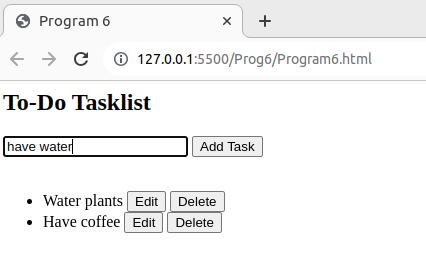 Program 6
127.0.0.1:5500/Prog6/Program6.html
To-Do Tasklist
have water Add Task
Water plants Edit Delete
Have coffee Edit Delete